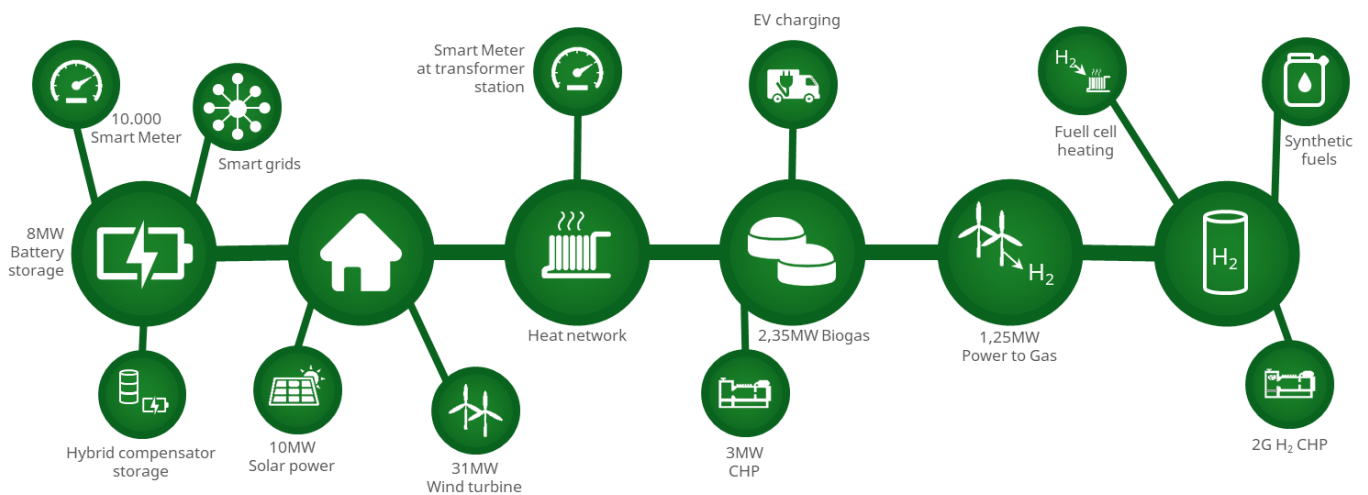 EV charging
Smart Meter
at transformer
station
H2
10.000
Smart Meter
Smart grids
Fuell cell
heating
Synthetic
fuels
8MW
Battery
storage
H2
H2
Heat network
2,35MW Biogas
1,25MW
Power to Gas
Hybrid compensator
storage
10MW
Solar power
31MW
Wind turbine
3MW
CHP
2G H₂ CHP